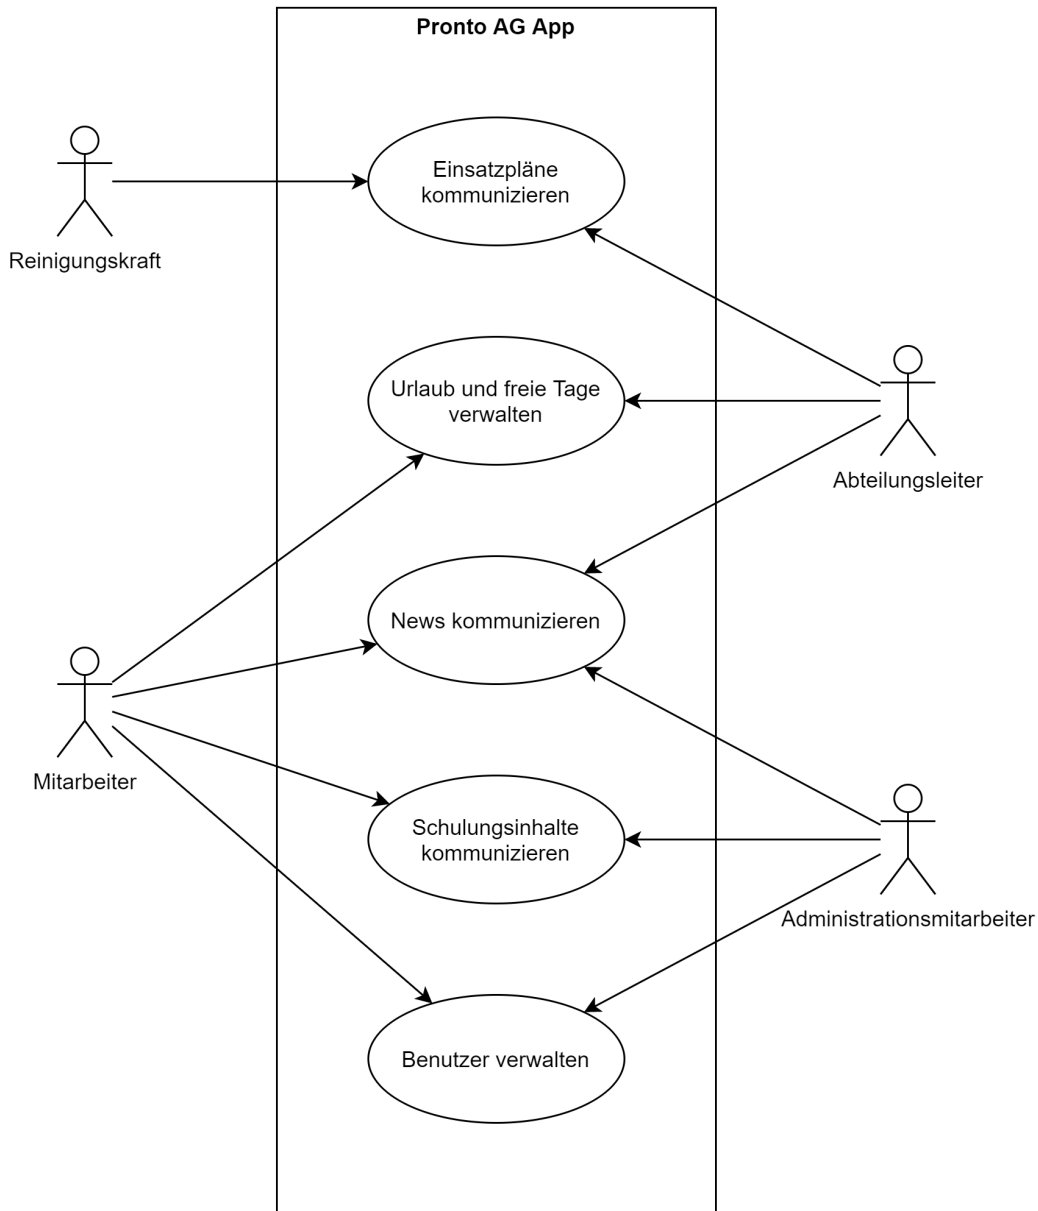 Pronto AG App
Einsatzpläne
kommunizieren
Reinigungskraft
Urlaub und freie Tage
verwalten
Abteilungsleiter
News kommunizieren
Mitarbeiter
Schulungsinhalte
kommunizieren
Administrationsmitarbeiter
Benutzer verwalten